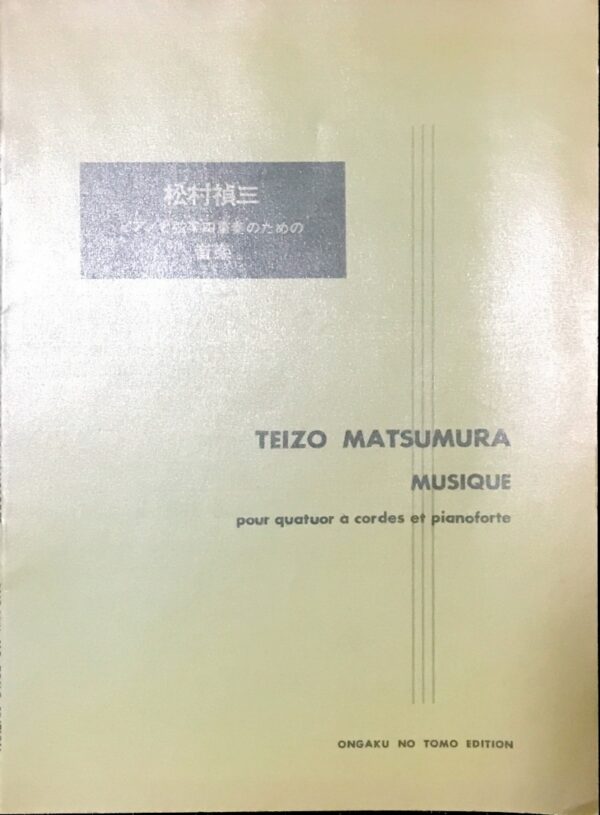 松村禎三
ピアノと弦楽四重奏のための
音楽
TEIZO MATSUMURA
MUSIQUE
pour quatuor à cordes et pianoforte
ONGAKU NO TOMO EDITION